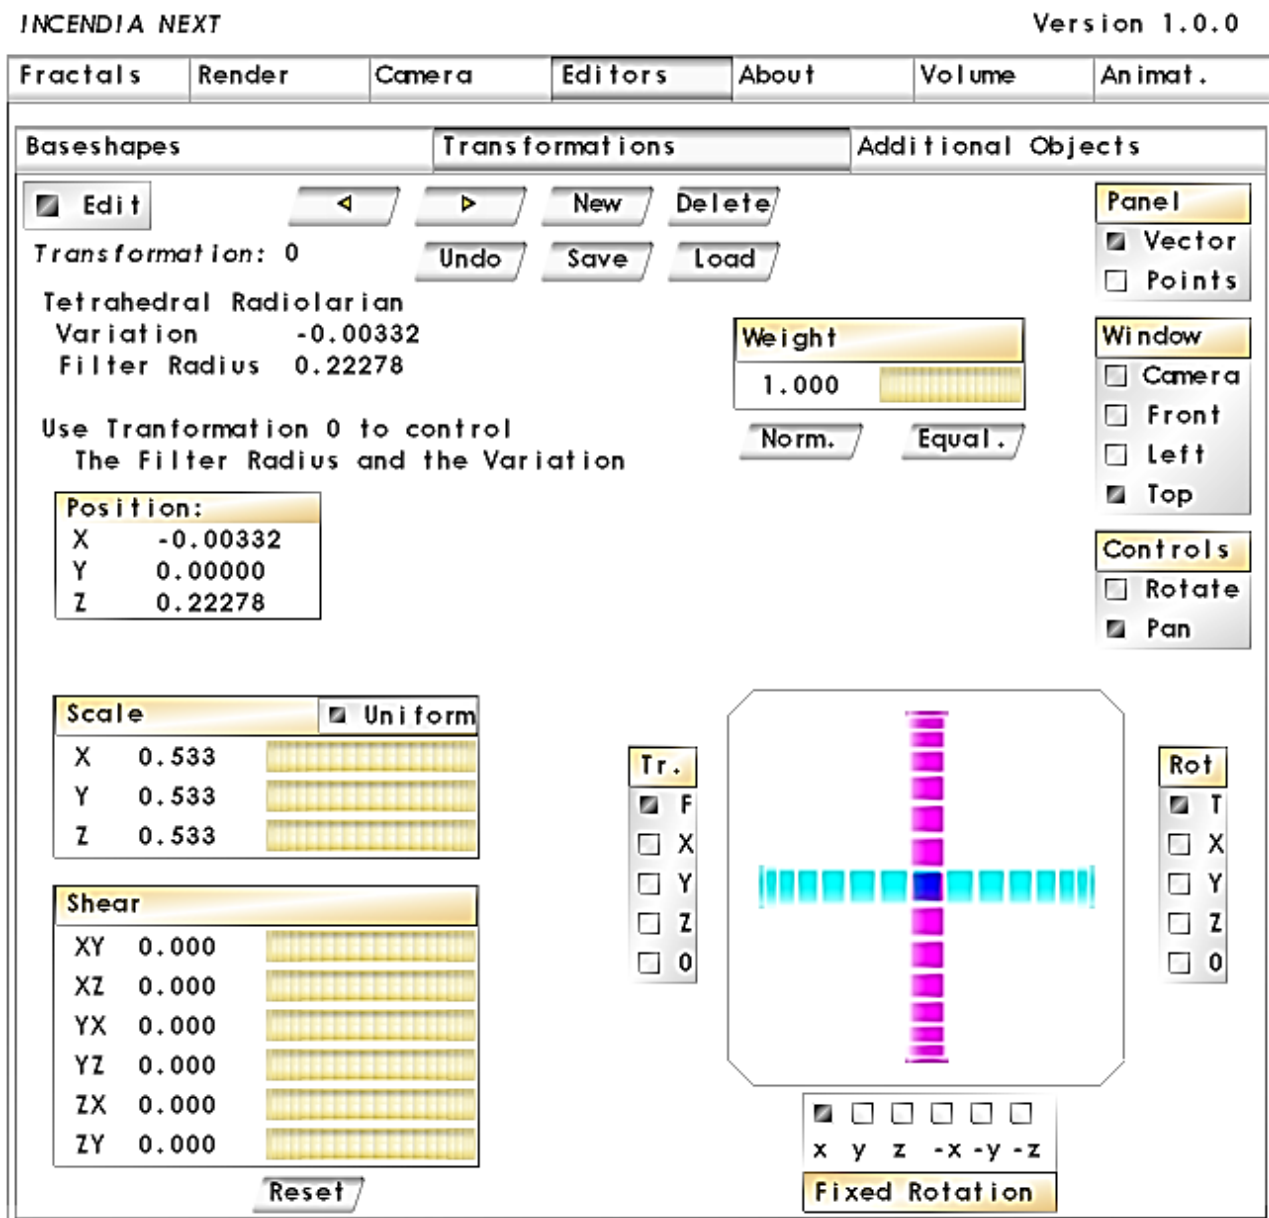 INCENDIA NEXT Version 1.0.0
Fractals Render Camera Editors About Volume Animat.
Baseshapes Transformations Additional Objects
Edit New Delete
Transformation: 0 Undo Save Load
Tetrahedral Radiolarian
Variation -0.00332
Filter Radius 0.22278
Use Tranformation 0 to control
The Filter Radius and the Variation
Position:
X -0.00332
Y 0.00000
Z 0.22278
Weight
1.000
Norm. Equal.
Panel
Vector
Points
Window
Camera
Front
Left
Top
Controls
Rotate
Pan
Scale Uniform
X 0.533
Y 0.533
Z 0.533
Shear
XY 0.000
XZ 0.000
YX 0.000
YZ 0.000
ZX 0.000
ZY 0.000
Reset
Tr.
F
X
Y
Z
0
Rot
T
X
Y
Z
0
x y z -x -y -z
Fixed Rotation